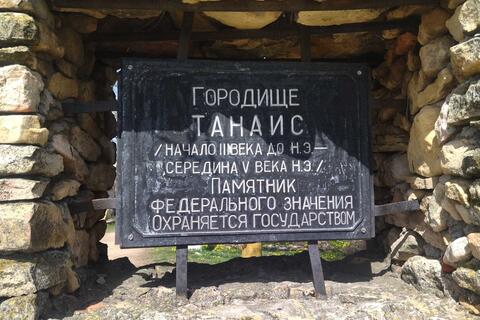 Городище
Танаис
/начало III века до н.э.—
середина V века н.э./
Памятник
федерального значения
охраняется государством